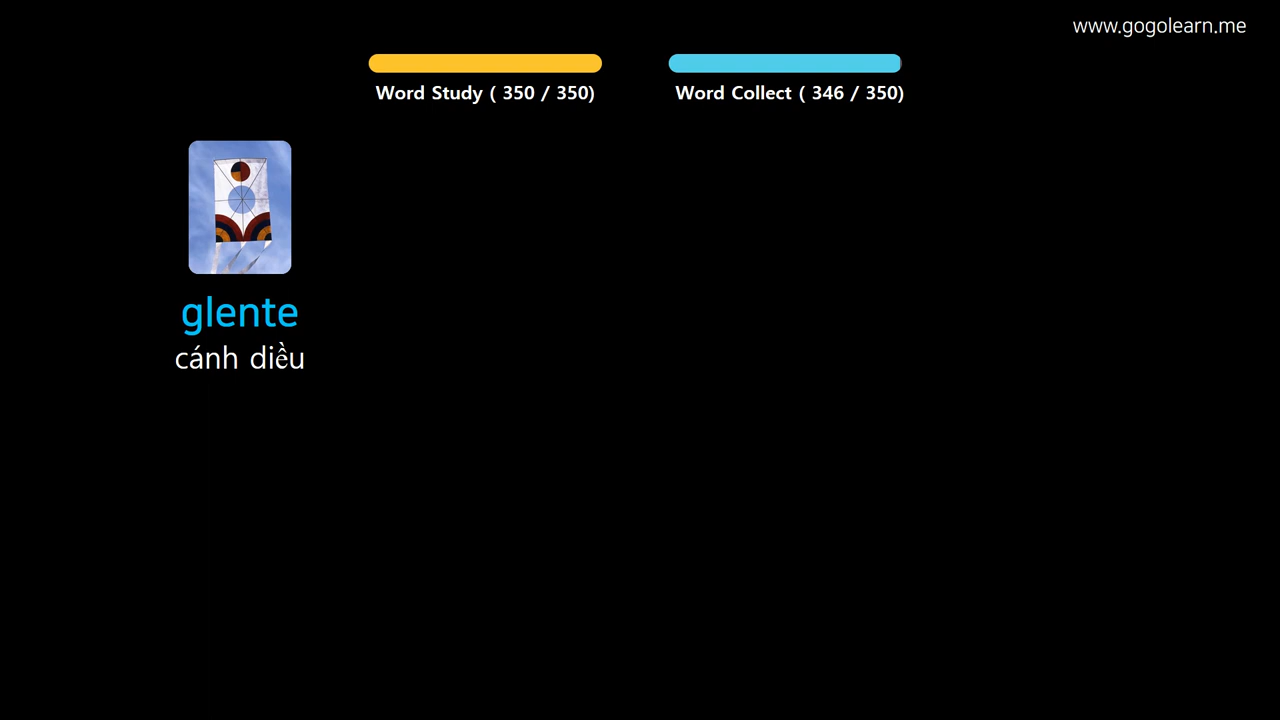 www.gogolearn.me
Word Study ( 350 / 350)
Word Collect ( 346 / 350)
glente
cánh diều